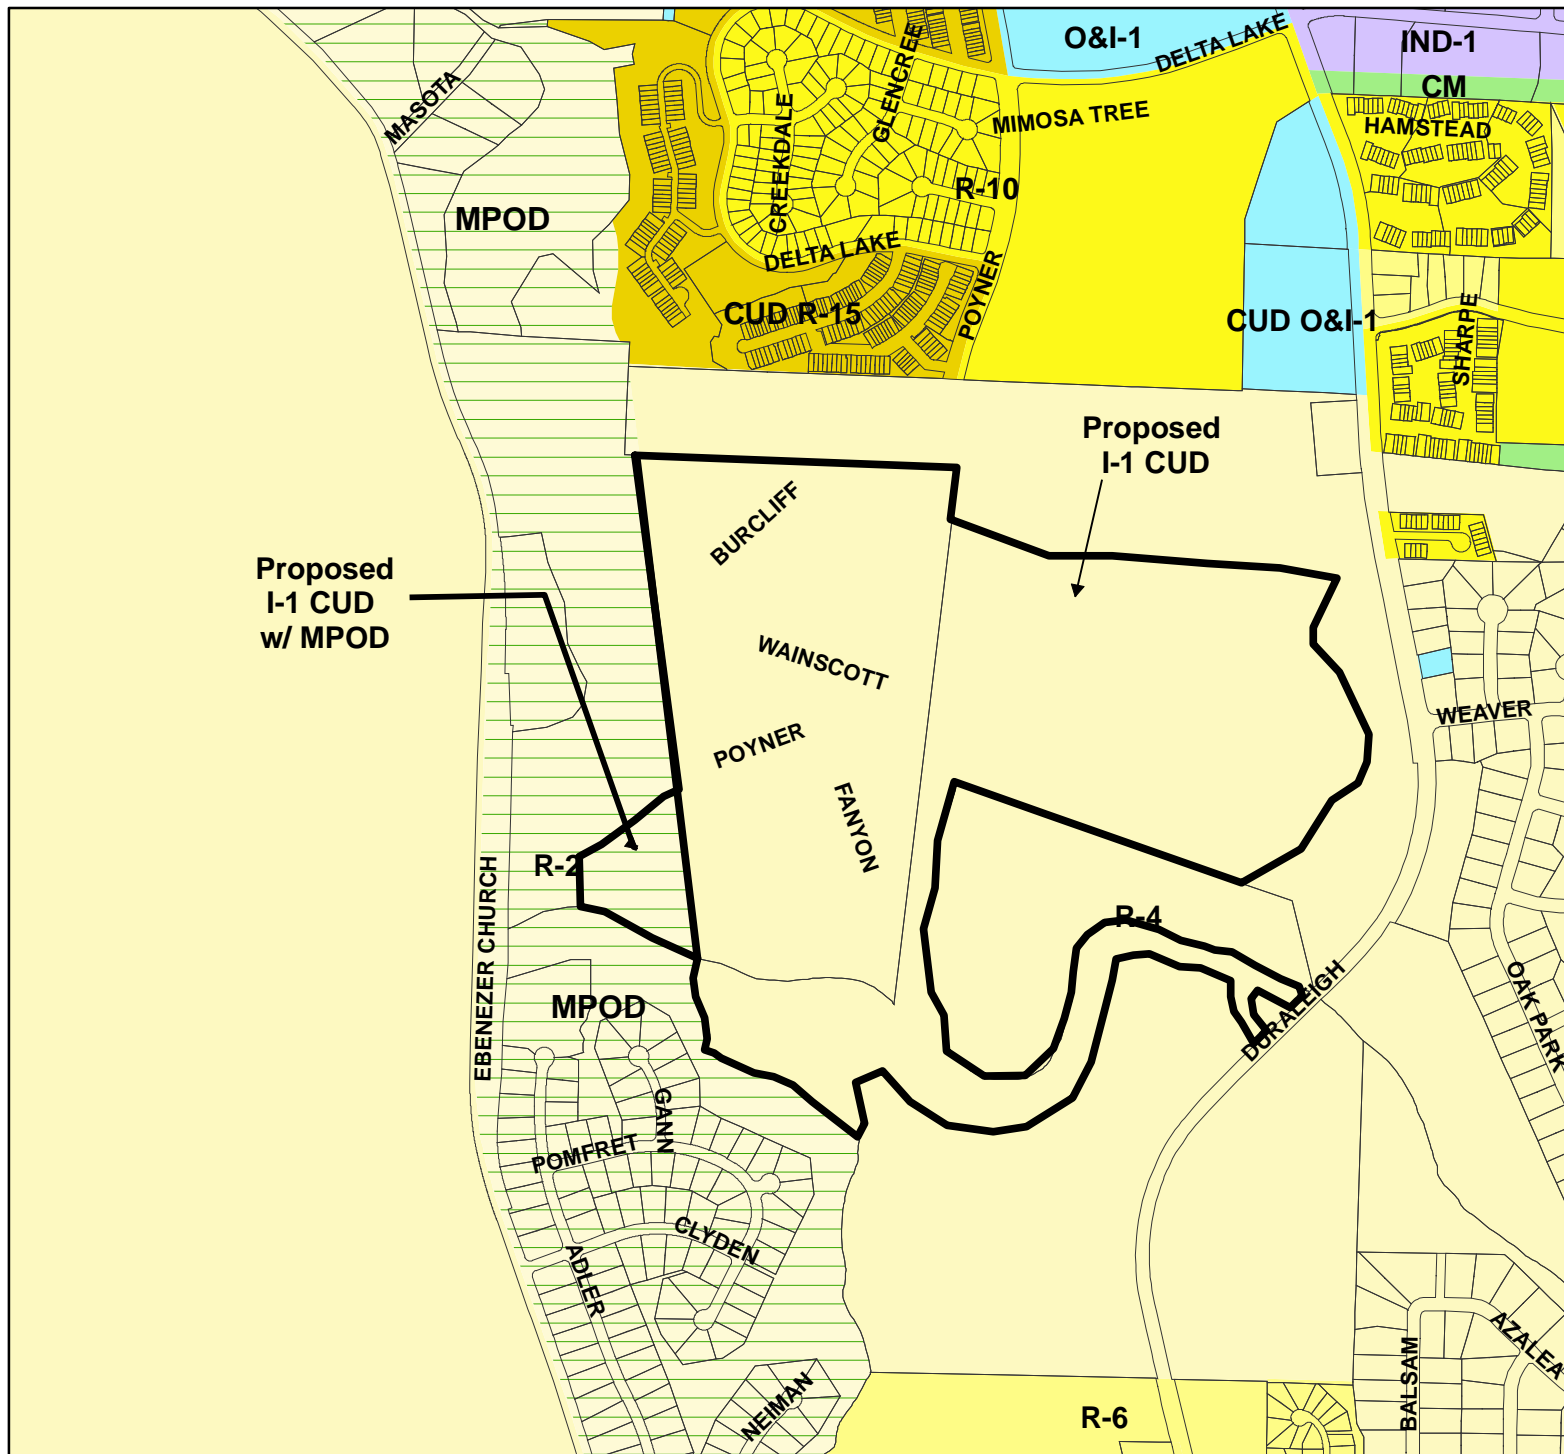 O&I-1
DELTA LAKE
IND-1
CM
MASOTA
CREEKDALE
GLENCREE
MIMOSA TREE
HAMSTEAD
R-10
MPOD
DELTA LAKE
POYNER
CUD R-15
CUD O&I-1
SHARPE
Proposed
I-1 CUD
BURCLIFF
Proposed
I-1 CUD
w/ MPOD
WAINSCOTT
POYNER
FANYON
WEAVER
R-2
R-4
EBENEZER CHURCH
MPOD
DURALEIGH
OAK PARK
GANN
POMFRET
CLYDEN
ADLER
NEIMAN
R-6
BALSAM
AZALEA